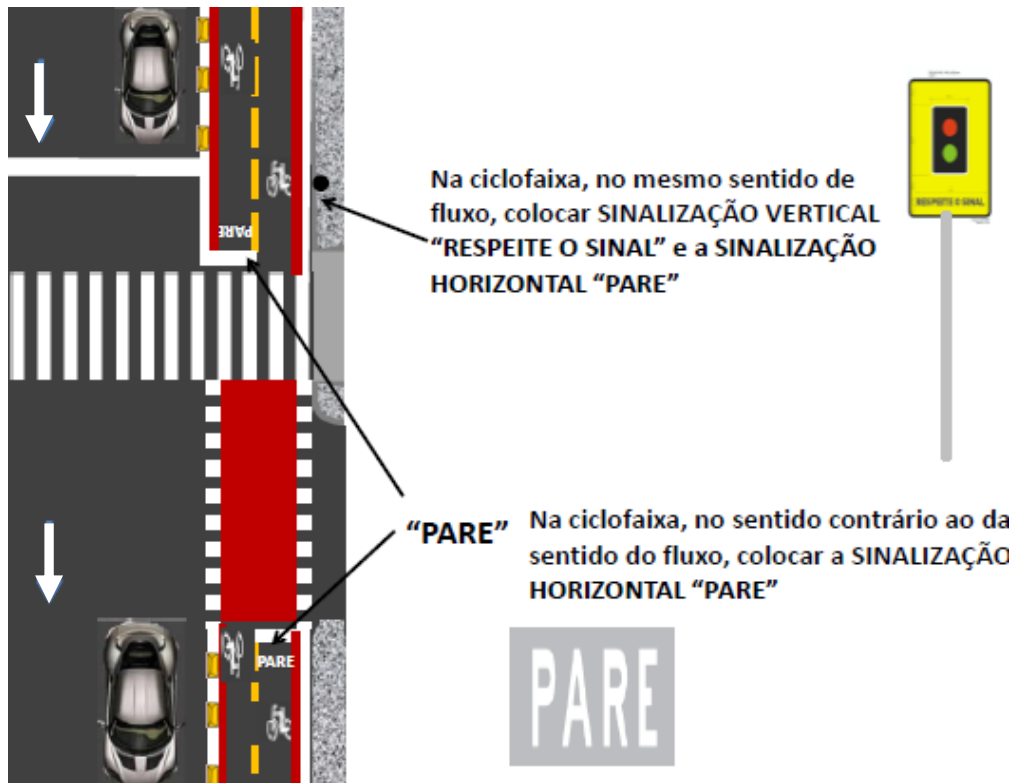 Na ciclofaixa, no mesmo sentido de
fluxo, colocar SINALIZAÇÃO VERTICAL
“RESPEITE O SINAL” e a SINALIZAÇÃO
HORIZONTAL “PARE”
RESPEITE O SINAL
PARE
“PARE”
Na ciclofaixa, no sentido contrário ao da
sentido do fluxo, colocar a SINALIZAÇÃO
HORIZONTAL “PARE”
PARE
PARE